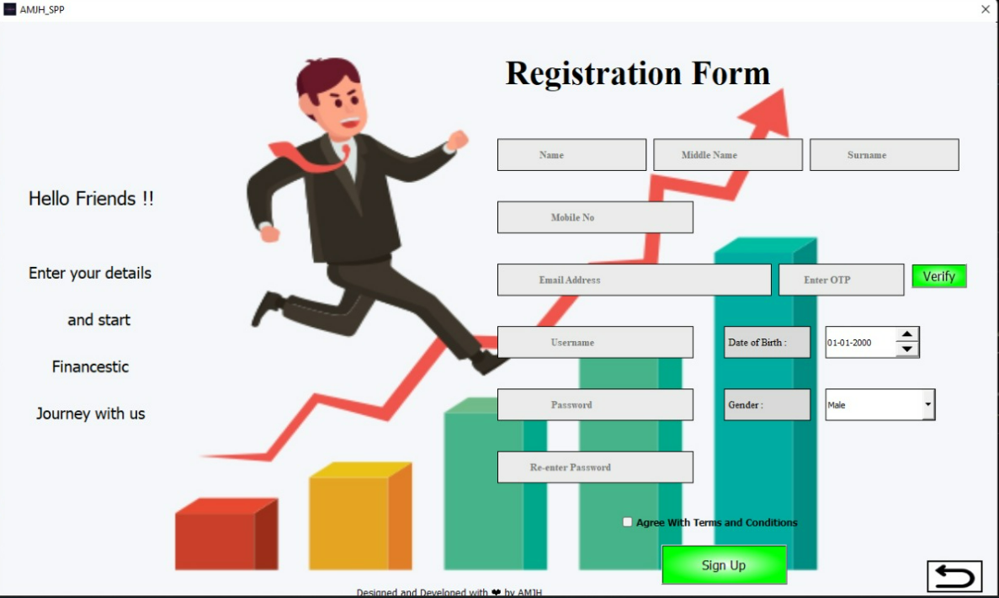 AMJH_SPP
Registration Form
Name Middle Name Surname
Hello Friends !!
Mobile No
Enter your details
Email Address Enter OTP Verify
and start
Username Date of Birth : 01-01-2000
Financestic
Password Gender : Male
Journey with us
Re-enter Password
Agree With Terms and Conditions
Sign Up
Designed and Developed with ❤ by AMJH